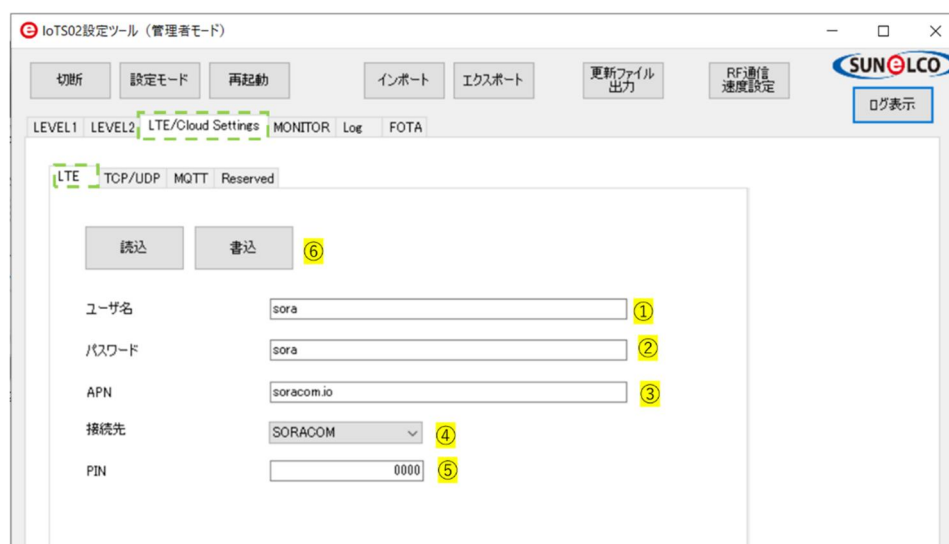 IoTS02設定ツール（管理者モード）
切断 設定モード 再起動 インポート エクスポート 更新ファイル出力 RF通信速度設定
SUNELCO
ログ表示
LEVEL1 LEVEL2 LTE/Cloud Settings MONITOR Log FOTA
LTE TCP/UDP MQTT Reserved
読込 書込 ⑥
ユーザ名 sora ①
パスワード sora ②
APN soracom.io ③
接続先 SORACOM ④
PIN 0000 ⑤